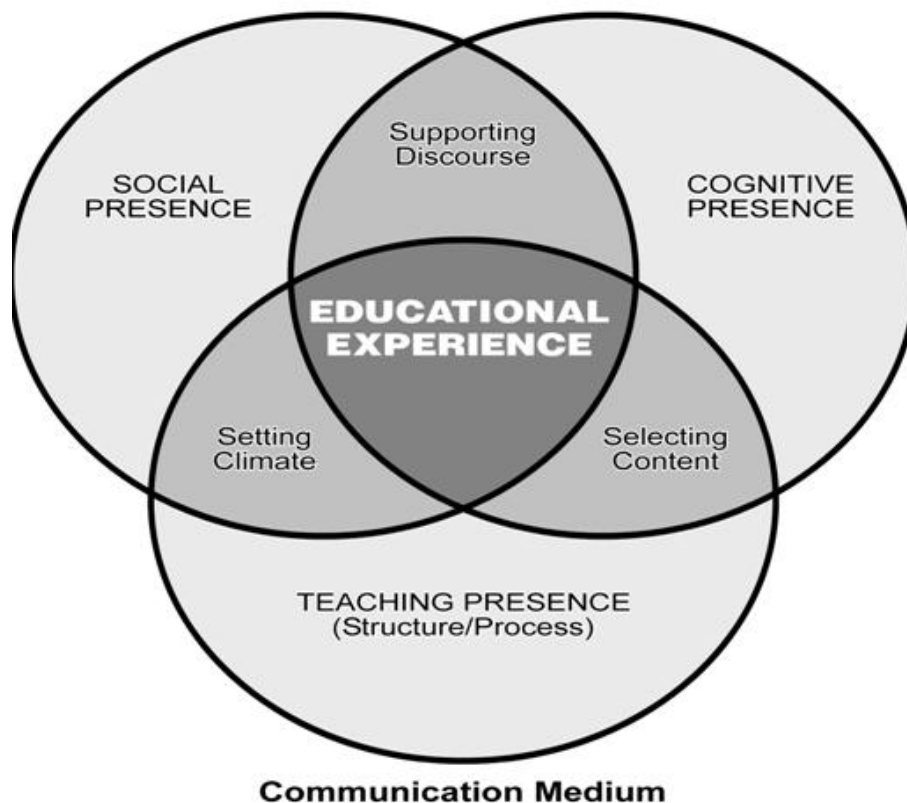 Supporting
Discourse
SOCIAL
PRESENCE
COGNITIVE
PRESENCE
EDUCATIONAL
EXPERIENCE
Setting
Climate
Selecting
Content
TEACHING PRESENCE
(Structure/Process)
Communication Medium